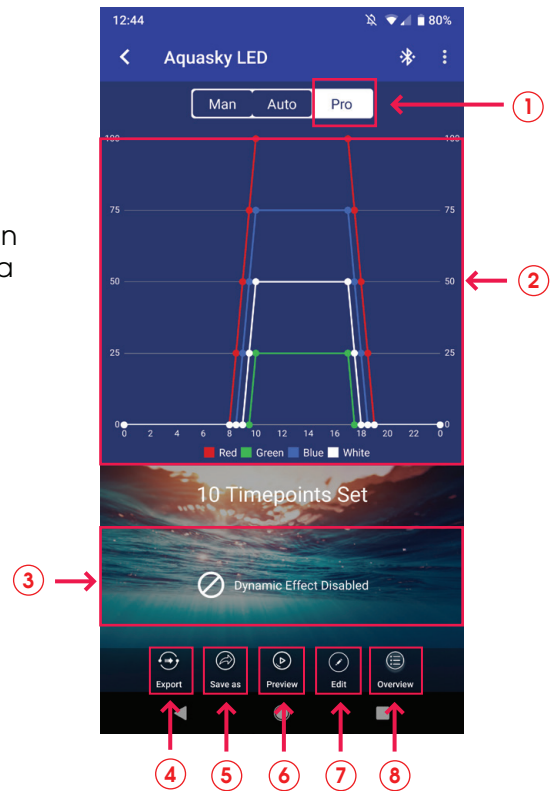 12:44 80%
Aquasky LED
Man Auto Pro
1
100 100
75 75
n
a
50 50
2
25 25
0 0
0 2 4 6 8 10 12 14 16 18 20 22 0
Red Green Blue White
10 Timepoints Set
3
Dynamic Effect Disabled
Export Save as Preview Edit Overview
4 5 6 7 8